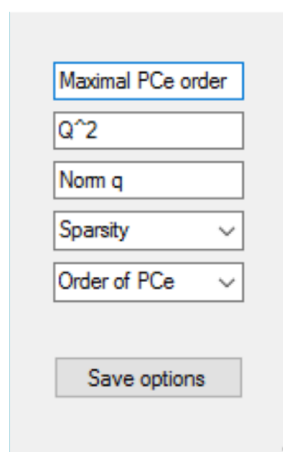 Maximal PCe order
Q^2
Norm q
Sparsity
Order of PCe
Save options